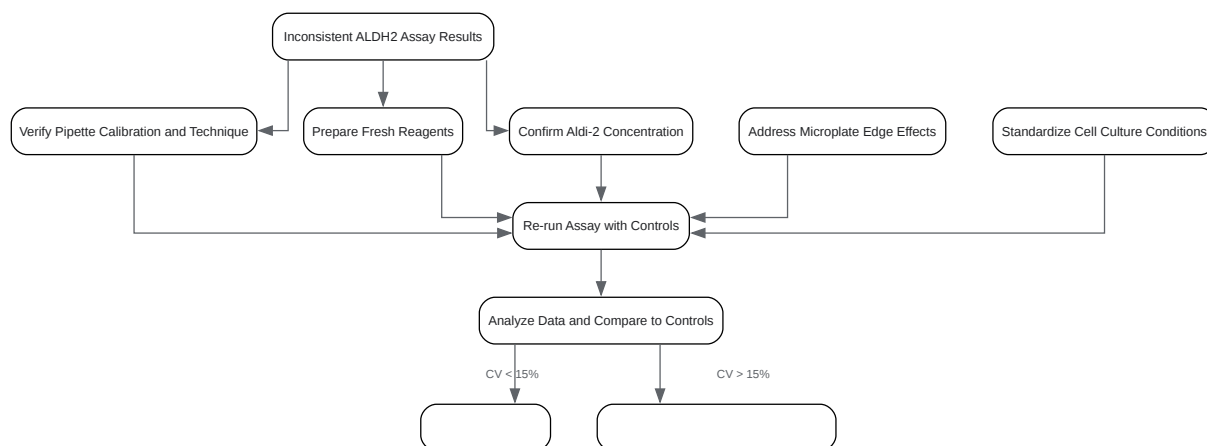 Inconsistent ALDH2 Assay Results
Verify Pipette Calibration and Technique
Prepare Fresh Reagents
Confirm Aldi-2 Concentration
Address Microplate Edge Effects
Standardize Cell Culture Conditions
Re-run Assay with Controls
Analyze Data and Compare to Controls
CV < 15%
CV > 15%